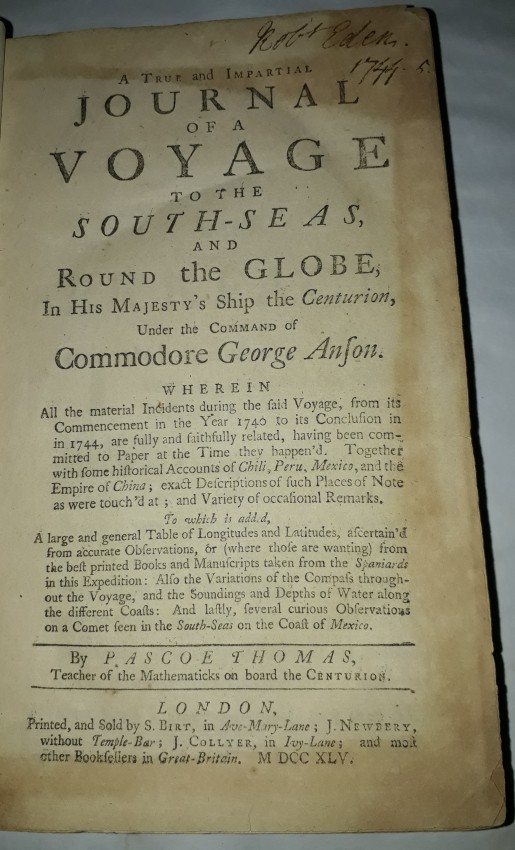 Rob.t Eden.
1744-5.
A TRUE and IMPARTIAL
JOURNAL
OF A
VOYAGE
TO THE
SOUTH-SEAS,
AND
ROUND the GLOBE,
In HIS MAJESTY'S Ship the Centurion,
Under the COMMAND of
Commodore George Anſon.
WHEREIN
All the material Incidents during the ſaid Voyage, from its
Commencement in the Year 1740 to its Concluſion in
in 1744, are fully and faithfully related, having been com-
mitted to Paper at the Time they happen'd. Together
with ſome hiſtorical Accounts of Chili, Peru, Mexico, and the
Empire of China; exact Deſcriptions of ſuch Places of Note
as were touch'd at; and Variety of occaſional Remarks.
To which is added,
A large and general Table of Longitudes and Latitudes, aſcertain'd
from accurate Obſervations, or (where thoſe are wanting) from
the beſt printed Books and Manuſcripts taken from the Spaniards
in this Expedition: Alſo the Variations of the Compaſs through-
out the Voyage, and the Soundings and Depths of Water along
the different Coaſts: And laſtly, ſeveral curious Obſervations
on a Comet ſeen in the South-Seas on the Coaſt of Mexico.
By PASCOE THOMAS,
Teacher of the Mathematicks on board the CENTURION.
LONDON,
Printed, and Sold by S. BIRT, in Ave-Mary-Lane; J. NEWBERY,
without Temple-Bar; J. COLLYER, in Ivy-Lane; and moſt
other Bookſellers in Great-Britain. M DCC XLV.